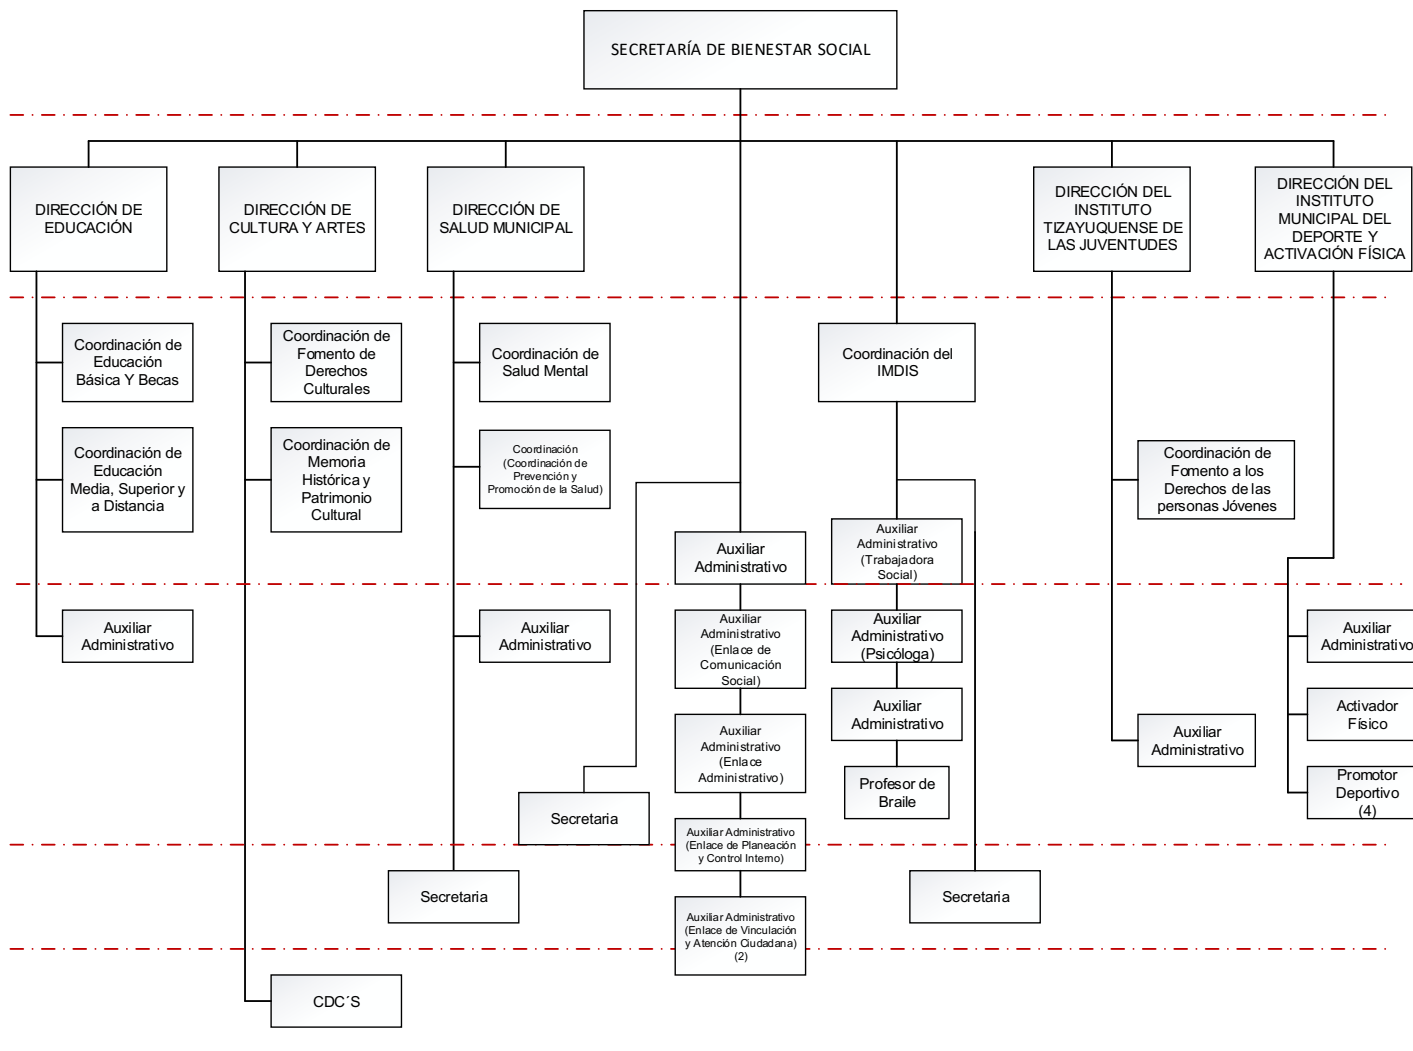 SECRETARÍA DE BIENESTAR SOCIAL
DIRECCIÓN DE
EDUCACIÓN
DIRECCIÓN DE
CULTURA Y ARTES
DIRECCIÓN DE
SALUD MUNICIPAL
DIRECCIÓN DEL
INSTITUTO
TIZAYUQUENSE DE
LAS JUVENTUDES
DIRECCIÓN DEL
INSTITUTO
MUNICIPAL DEL
DEPORTE Y
ACTIVACIÓN FÍSICA
Coordinación de
Educación
Básica Y Becas
Coordinación de
Fomento de
Derechos
Culturales
Coordinación de
Salud Mental
Coordinación del
IMDIS
Coordinación de
Educación
Media, Superior y
a Distancia
Coordinación de
Memoria
Histórica y
Patrimonio
Cultural
Coordinación
(Coordinación de
Prevención y
Promoción de la Salud)
Coordinación de
Fomento a los
Derechos de las
personas Jóvenes
Auxiliar
Administrativo
Auxiliar
Administrativo
(Trabajadora
Social)
Auxiliar
Administrativo
Auxiliar
Administrativo
Auxiliar
Administrativo
(Enlace de
Comunicación
Social)
Auxiliar
Administrativo
(Psicóloga)
Auxiliar
Administrativo
Auxiliar
Administrativo
(Enlace
Administrativo)
Auxiliar
Administrativo
Auxiliar
Administrativo
Activador
Físico
Secretaria
Profesor de
Braile
Promotor
Deportivo
(4)
Auxiliar Administrativo
(Enlace de Planeación
y Control Interno)
Secretaria
Auxiliar Administrativo
(Enlace de Vinculación
y Atención Ciudadana)
(2)
Secretaria
CDC´S